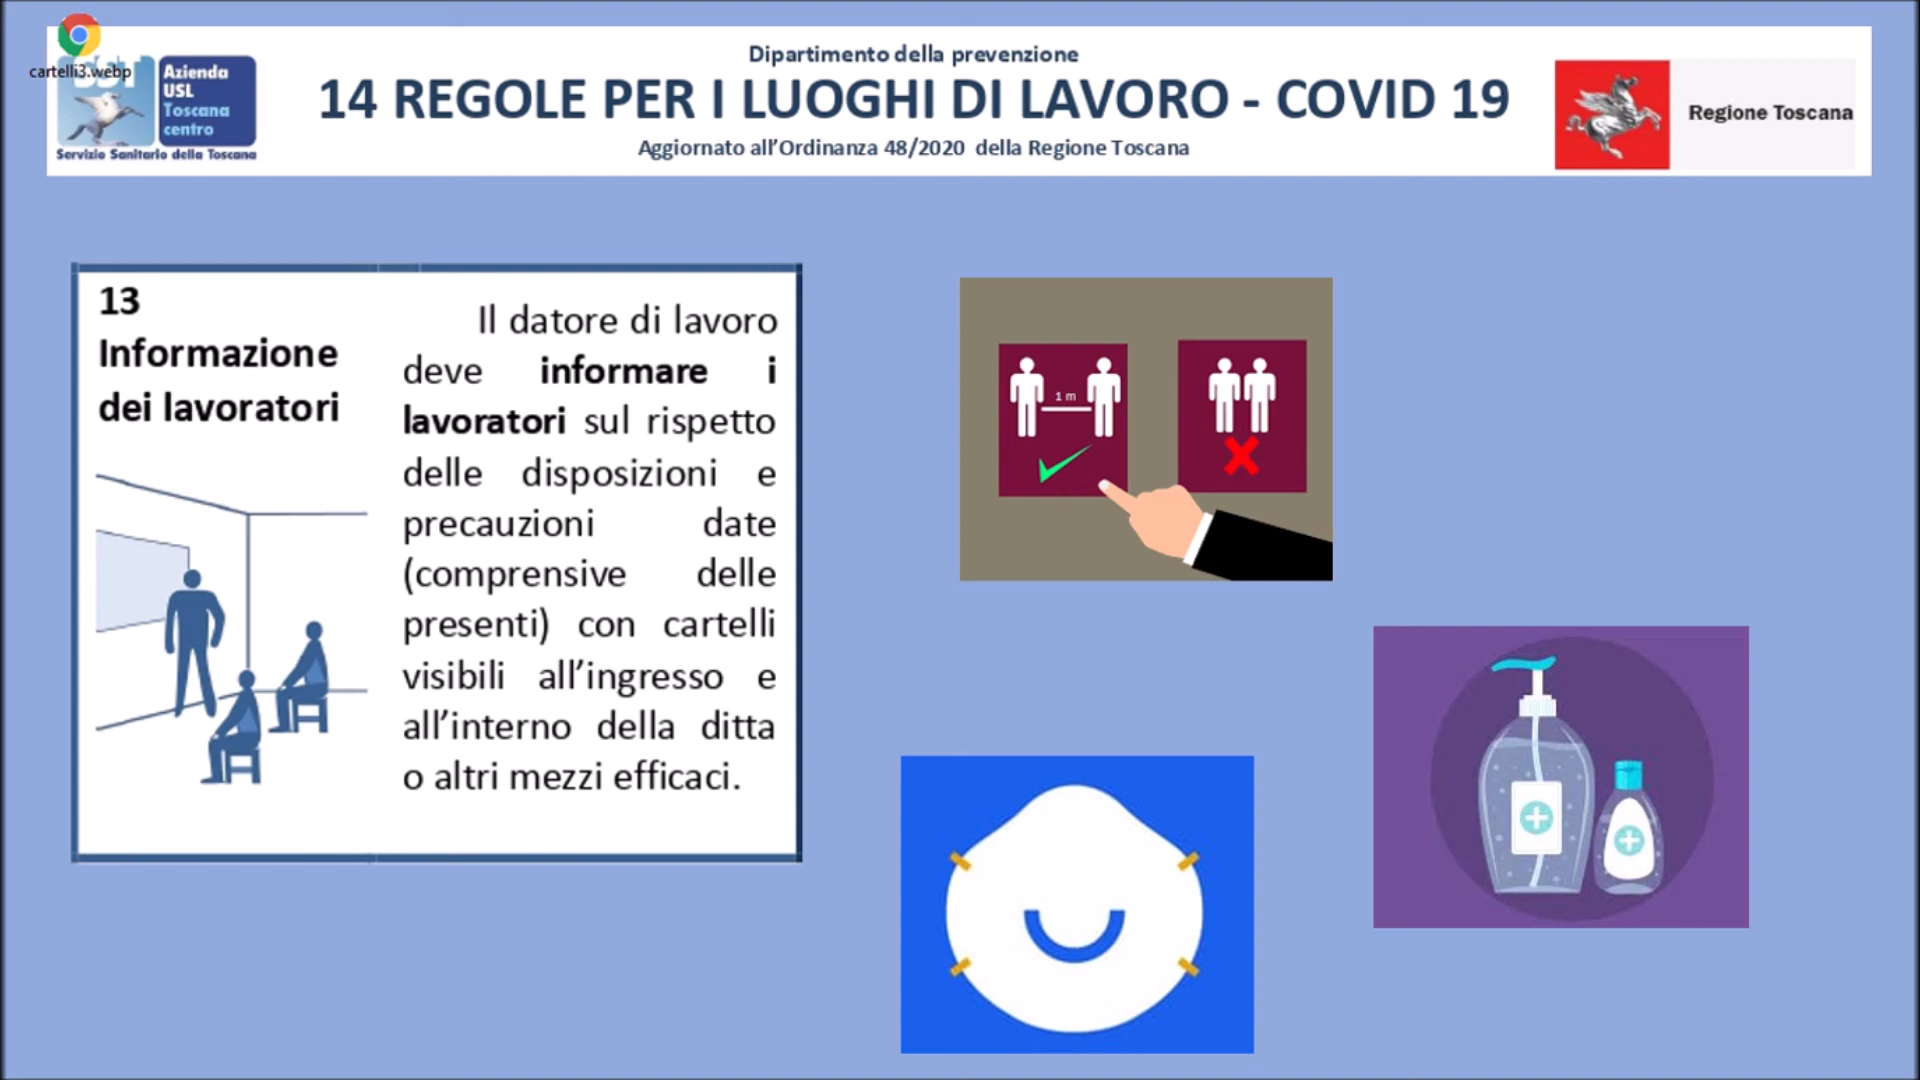 cartelli3.webp
SST
Azienda
USL
Toscana
centro
Servizio Sanitario della Toscana
Dipartimento della prevenzione
14 REGOLE PER I LUOGHI DI LAVORO - COVID 19
Aggiornato all’Ordinanza 48/2020 della Regione Toscana
Regione Toscana
13
Informazione
dei lavoratori
Il datore di lavoro
deve informare i
lavoratori sul rispetto
delle disposizioni e
precauzioni date
(comprensive delle
presenti) con cartelli
visibili all’ingresso e
all’interno della ditta
o altri mezzi efficaci.
1 m